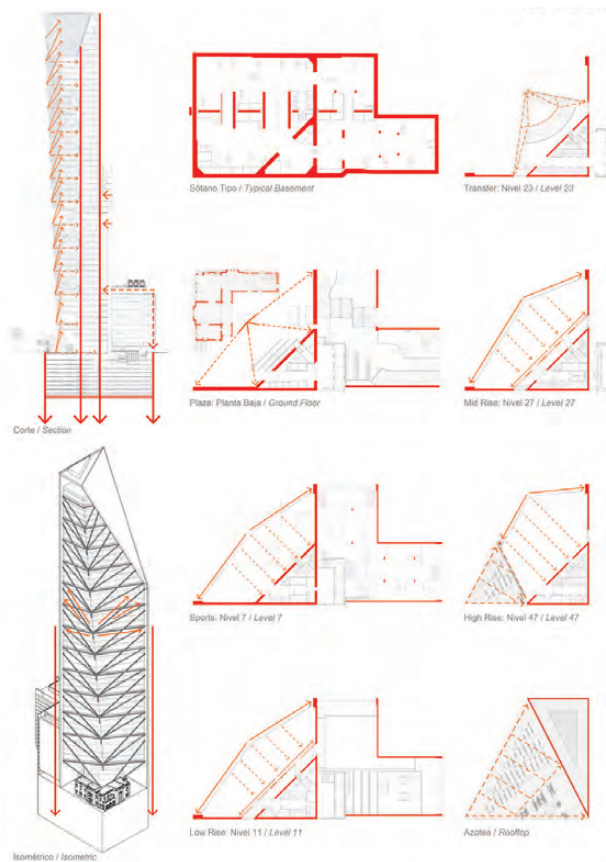 Sótano Tipo / Typical Basement
Transfer: Nivel 23 / Level 23
Corte / Section
Plaza: Planta Baja / Ground Floor
Mid Rise: Nivel 27 / Level 27
Sports: Nivel 7 / Level 7
High Rise: Nivel 47 / Level 47
Isométrico / Isometric
Low Rise: Nivel 11 / Level 11
Azotea / Rooftop